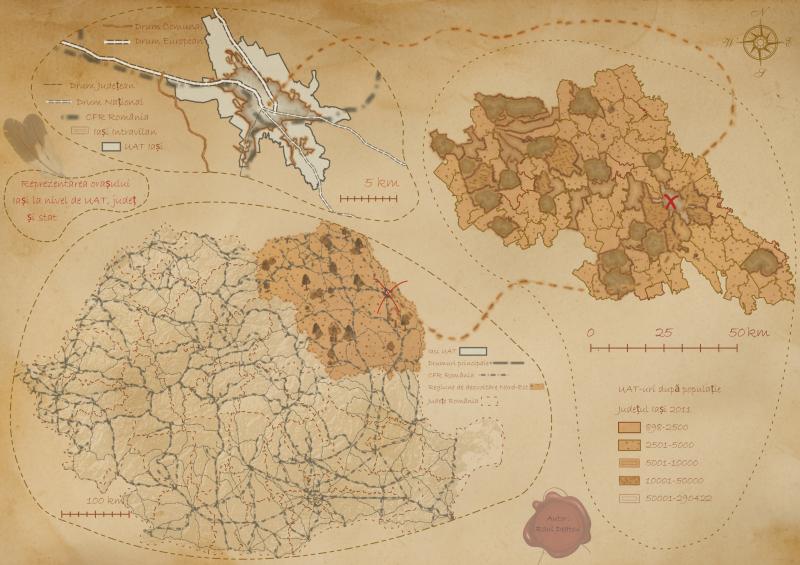 Drum Comunal
Drum European
Drum Județean
Drum Național
CFR România
Iași Intravilan
UAT Iași
5 km
Reprezentarea orașului
Iași la nivel de UAT, județ
și stat
N
W
E
S
0 25 50 km
Iași UAT
Drumuri principale
CFR România
Regiune de dezvoltare Nord-Est
Județe România
UAT-uri după populație
Județul Iași 2011
898-2500
2501-5000
5001-10000
10001-50000
50001-290422
100 km
Autor:
Raul